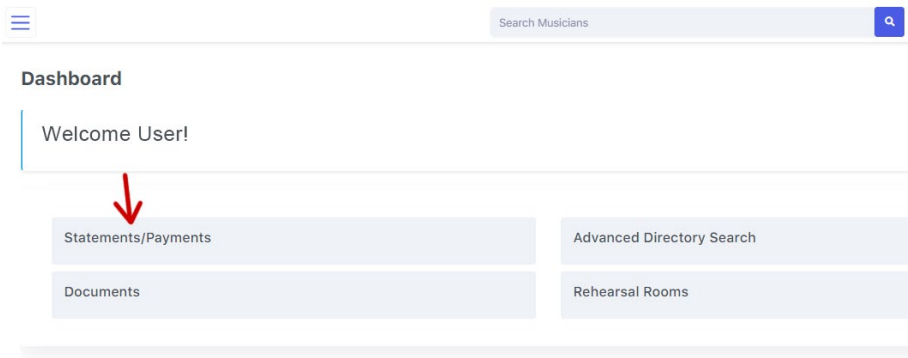 Search Musicians
Dashboard
Welcome User!
Statements/Payments
Advanced Directory Search
Documents
Rehearsal Rooms